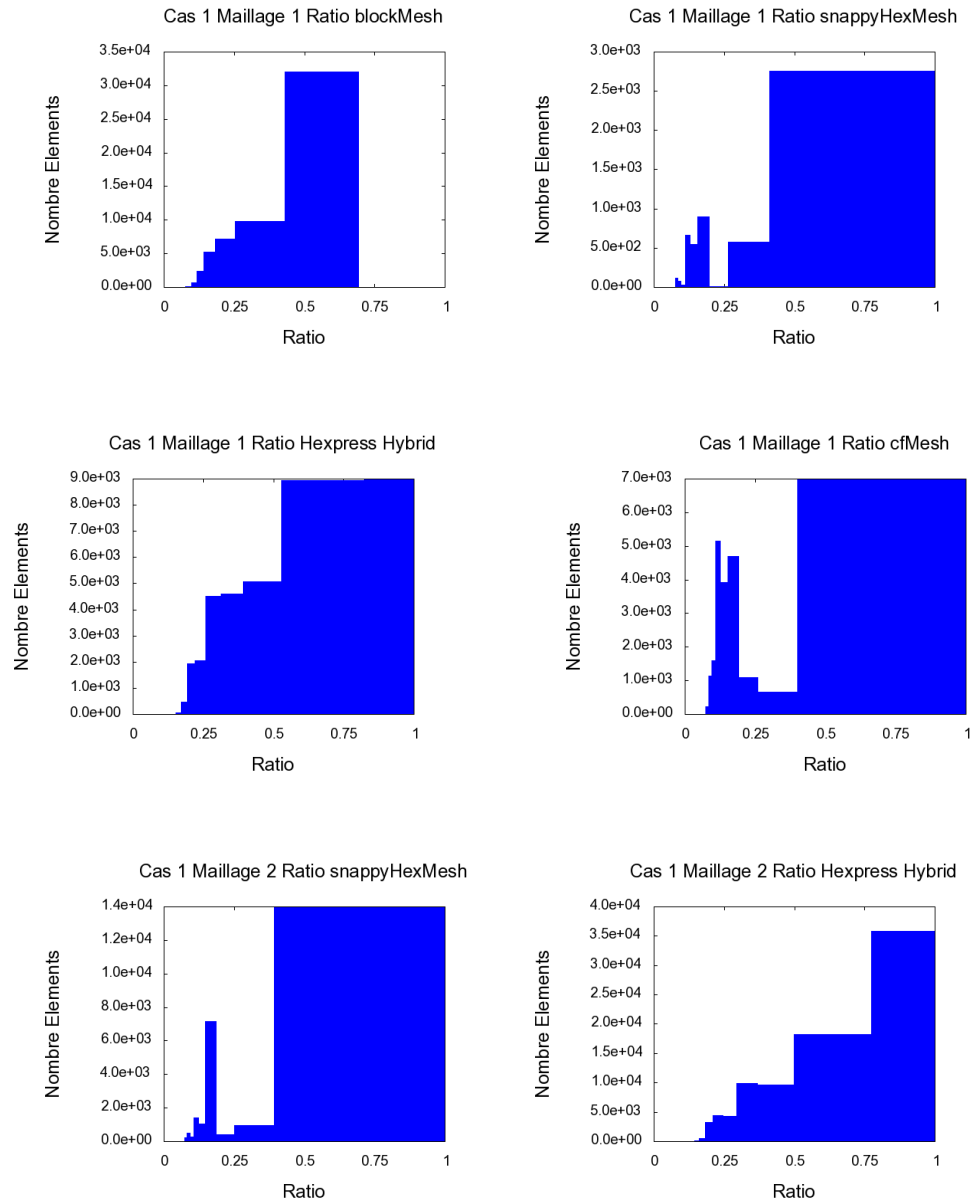 Cas 1 Maillage 1 Ratio blockMesh
3.5e+04
3.0e+04
2.5e+04
2.0e+04
1.5e+04
1.0e+04
5.0e+03
0.0e+00
Nombre Elements
0 0.25 0.5 0.75 1
Ratio
Cas 1 Maillage 1 Ratio snappyHexMesh
3.0e+03
2.5e+03
2.0e+03
1.5e+03
1.0e+03
5.0e+02
0.0e+00
Nombre Elements
0 0.25 0.5 0.75 1
Ratio
Cas 1 Maillage 1 Ratio Hexpress Hybrid
9.0e+03
8.0e+03
7.0e+03
6.0e+03
5.0e+03
4.0e+03
3.0e+03
2.0e+03
1.0e+03
0.0e+00
Nombre Elements
0 0.25 0.5 0.75 1
Ratio
Cas 1 Maillage 1 Ratio cfMesh
7.0e+03
6.0e+03
5.0e+03
4.0e+03
3.0e+03
2.0e+03
1.0e+03
0.0e+00
Nombre Elements
0 0.25 0.5 0.75 1
Ratio
Cas 1 Maillage 2 Ratio snappyHexMesh
1.4e+04
1.2e+04
1.0e+04
8.0e+03
6.0e+03
4.0e+03
2.0e+03
0.0e+00
Nombre Elements
0 0.25 0.5 0.75 1
Ratio
Cas 1 Maillage 2 Ratio Hexpress Hybrid
4.0e+04
3.5e+04
3.0e+04
2.5e+04
2.0e+04
1.5e+04
1.0e+04
5.0e+03
0.0e+00
Nombre Elements
0 0.25 0.5 0.75 1
Ratio